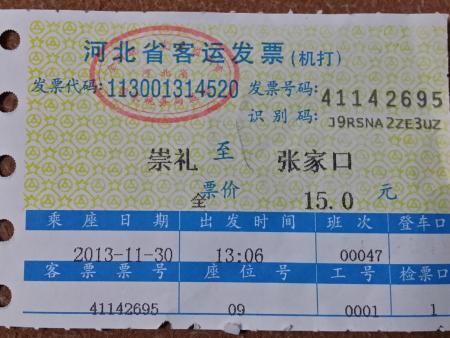 河北省客运发票(机打)
发票代码:113001314520 发票号码:41142695
识别码:J9RSNA2ZE3UZ
崇礼 至 张家口
全 票价 15.0 元
乘座日期 出发时间 班次 登车口
2013-11-30 13:06 00047
客票票号 座位号 工号 检票口
41142695 09 0001 1